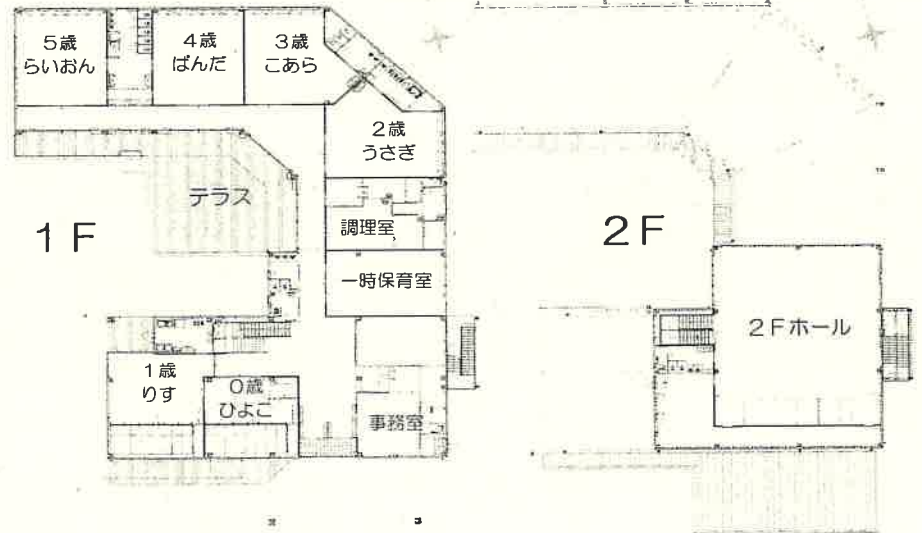 5歳
らいおん
4歳
ぱんだ
3歳
こあら
2歳
うさぎ
テラス
調理室
1F
2F
一時保育室
2Fホール
1歳
りす
0歳
ひよこ
事務室